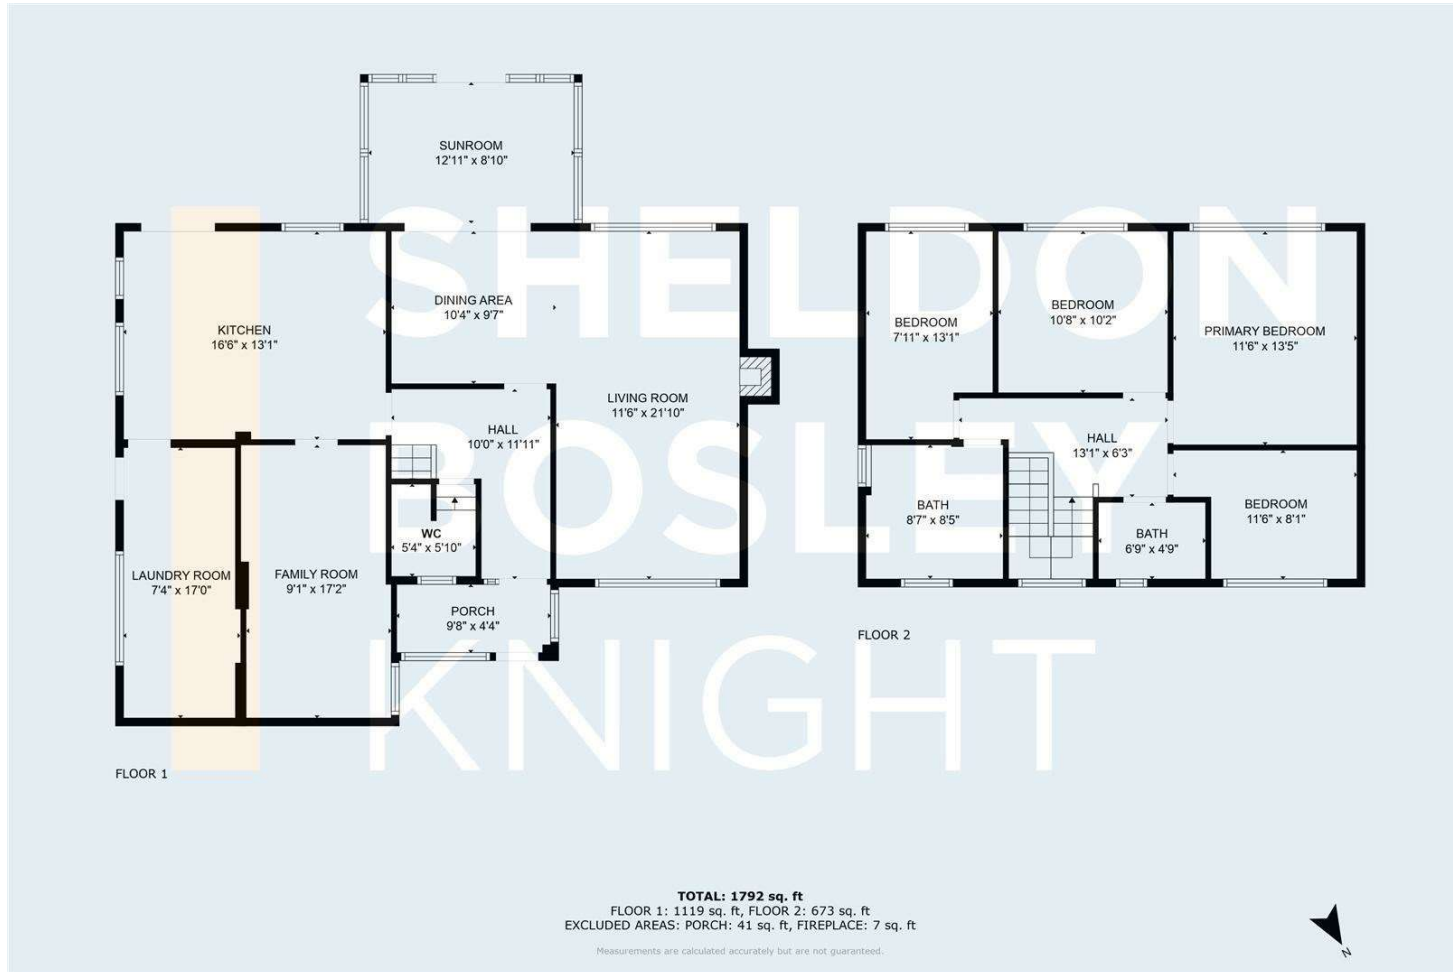 SUNROOM
12'11" x 8'10"
SHELDON
BOSLEY
KNIGHT
DINING AREA
10'4" x 9'7"
KITCHEN
16'6" x 13'1"
LIVING ROOM
11'6" x 21'10"
HALL
10'0" x 11'11"
WC
5'4" x 5'10"
LAUNDRY ROOM
7'4" x 17'0"
FAMILY ROOM
9'1" x 17'2"
PORCH
9'8" x 4'4"
FLOOR 1
BEDROOM
7'11" x 13'1"
BEDROOM
10'8" x 10'2"
PRIMARY BEDROOM
11'6" x 13'5"
HALL
13'1" x 6'3"
BATH
8'7" x 8'5"
BATH
6'9" x 4'9"
BEDROOM
11'6" x 8'1"
FLOOR 2
TOTAL: 1792 sq. ft
FLOOR 1: 1119 sq. ft, FLOOR 2: 673 sq. ft
EXCLUDED AREAS: PORCH: 41 sq. ft, FIREPLACE: 7 sq. ft
Measurements are calculated accurately but are not guaranteed.
N